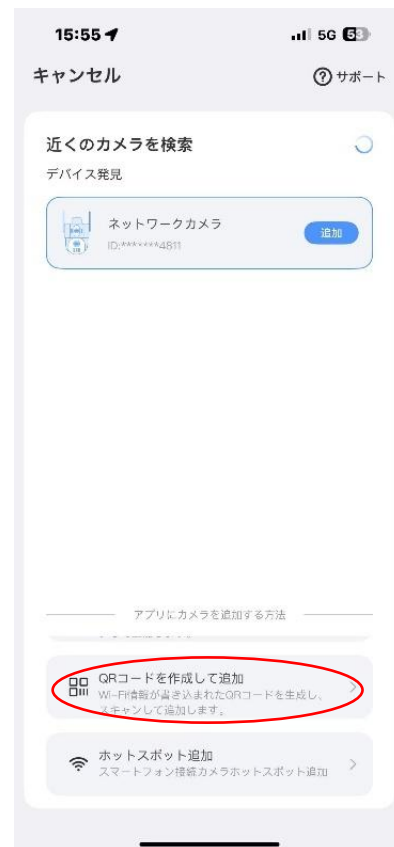 15:55
5G 53
キャンセル
サポート
近くのカメラを検索
デバイス発見
ネットワークカメラ
ID:*******4811
追加
アプリにカメラを追加する方法
QRコードを作成して追加
Wi-Fi情報が書き込まれたQRコードを生成し、
スキャンして追加します。
ホットスポット追加
スマートフォン接続カメラホットスポット追加